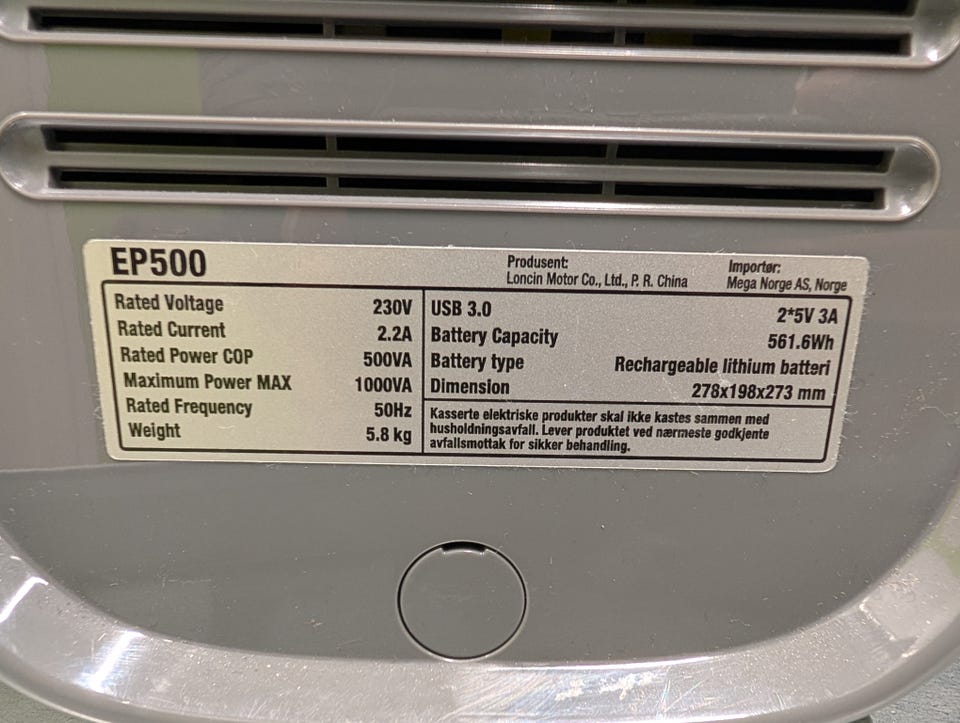 EP500
Produsent:
Loncin Motor Co., Ltd., P. R. China
Importør:
Mega Norge AS, Norge
Rated Voltage 230V
Rated Current 2.2A
Rated Power COP 500VA
Maximum Power MAX 1000VA
Rated Frequency 50Hz
Weight 5.8 kg
USB 3.0 2*5V 3A
Battery Capacity 561.6Wh
Battery type Rechargeable lithium batteri
Dimension 278x198x273 mm
Kasserte elektriske produkter skal ikke kastes sammen med
husholdningsavfall. Lever produktet ved nærmeste godkjente
avfallsmottak for sikker behandling.